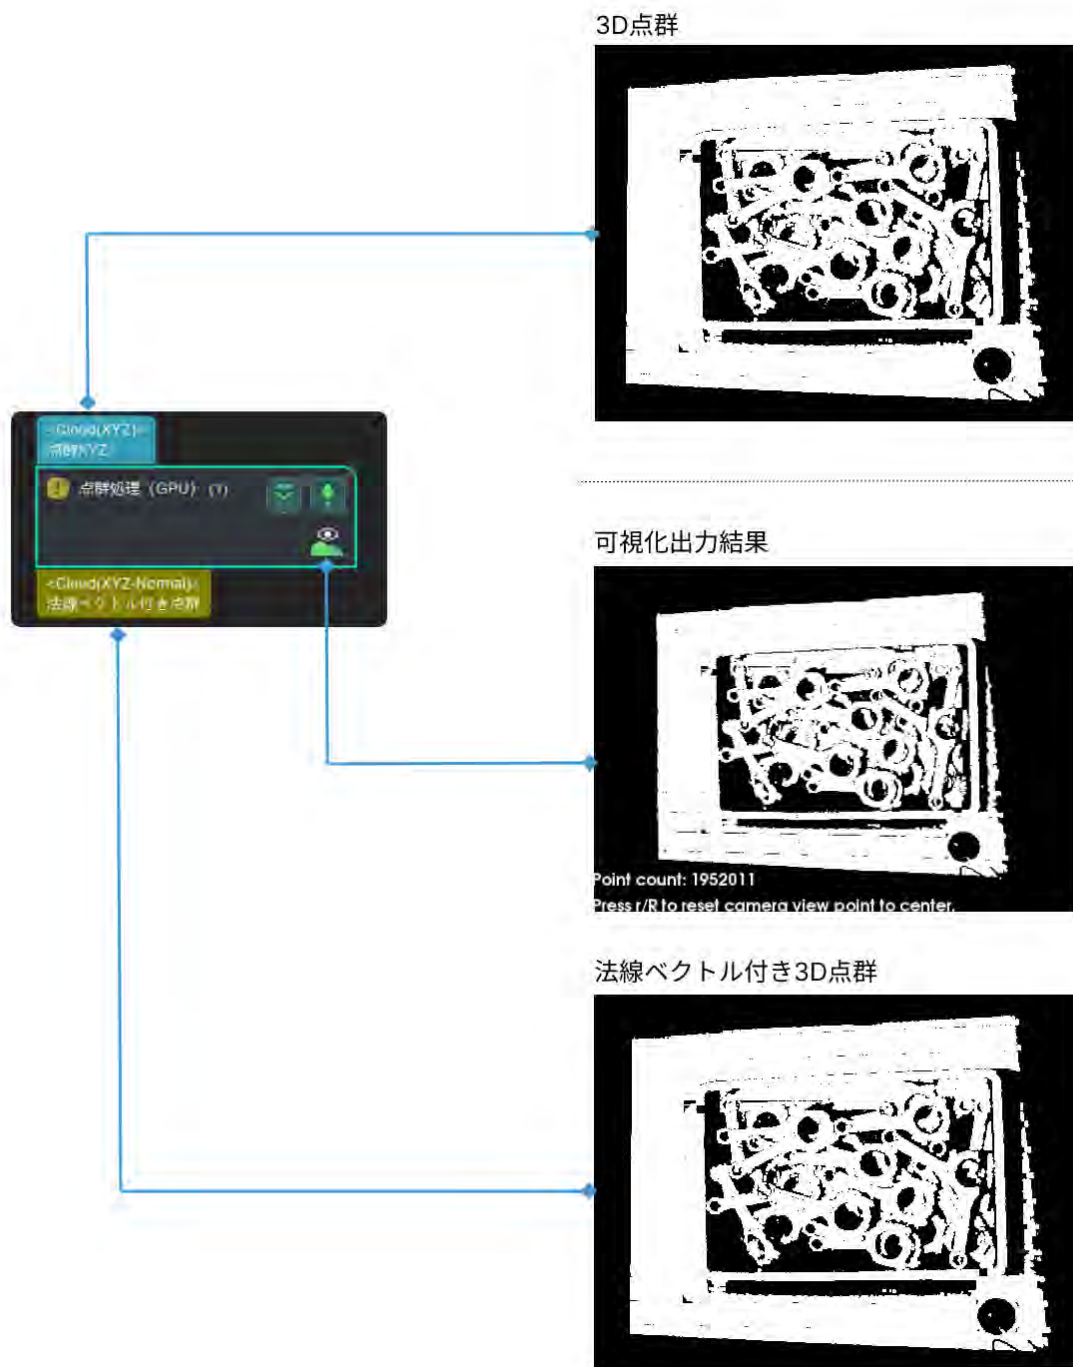 3D点群
<Cloud(XYZ)>
点群XYZ
点群処理（GPU） (1)
可視化出力結果
<Cloud(XYZ-Normal)>
法線ベクトル付き点群
Point count: 1952011
Press r/R to reset camera view point to center.
法線ベクトル付き3D点群